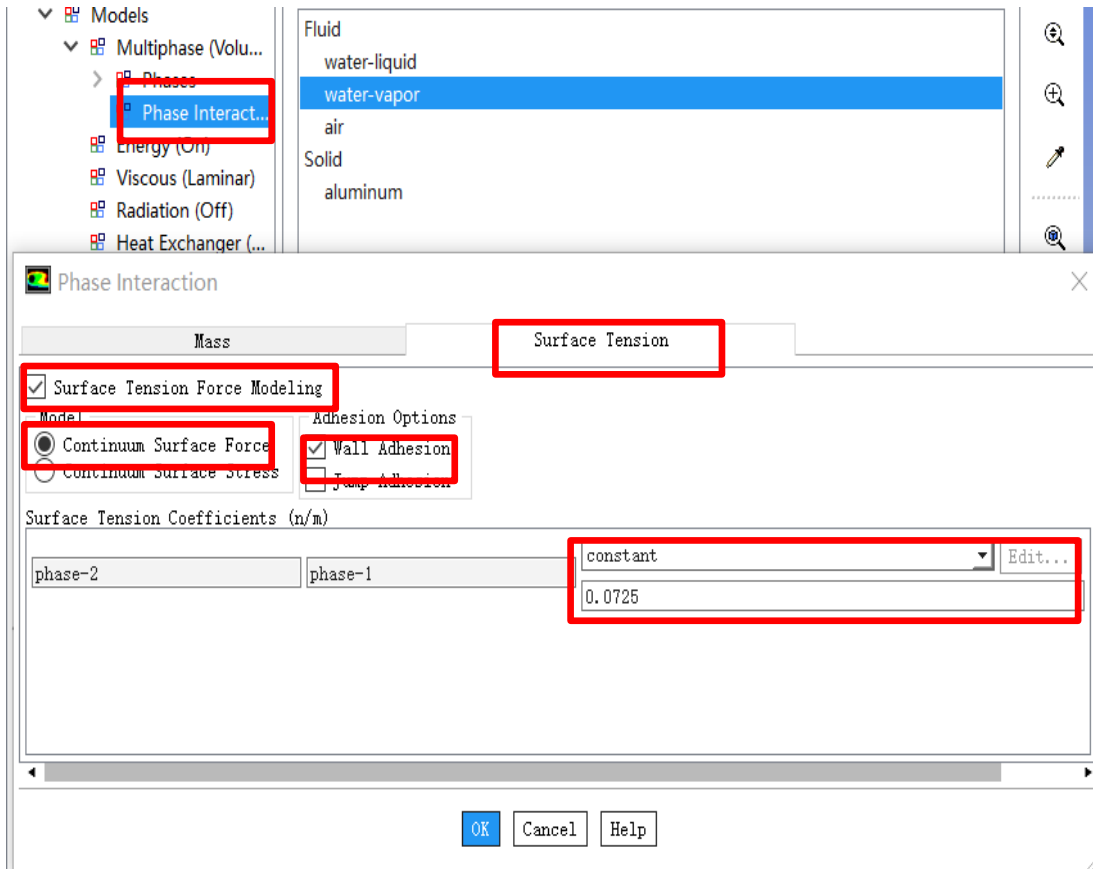 Models
Multiphase (Volu...
Phases
Phase Interact...
Energy (On)
Viscous (Laminar)
Radiation (Off)
Heat Exchanger (...
Fluid
water-liquid
water-vapor
air
Solid
aluminum
Phase Interaction
Mass
Surface Tension
Surface Tension Force Modeling
Model
Continuum Surface Force
Continuum Surface Stress
Adhesion Options
Wall Adhesion
Jump Adhesion
Surface Tension Coefficients (n/m)
phase-2
phase-1
constant
Edit...
0.0725
OK
Cancel
Help